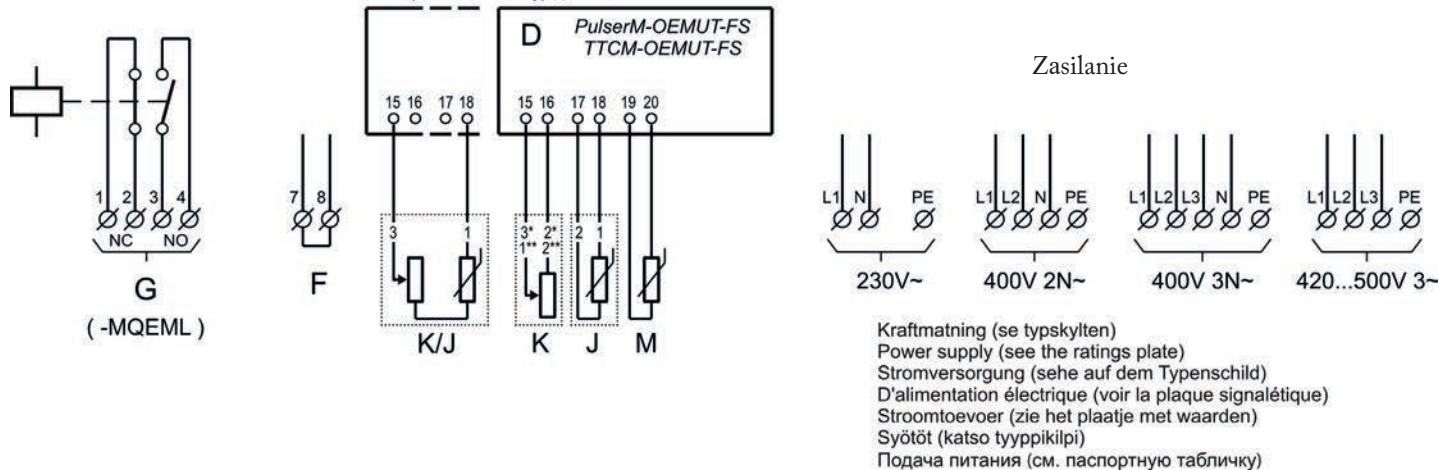 D PulserM-OEMUT-FS
TTCM-OEMUT-FS
15 16 17 18
15 16 17 18 19 20
1 2 3 4
NC NO
G
( -MQEML )
7 8
F
3 1
K/J
3* 2* 2 1
1** 2**
K J M
Zasilanie
L1 N PE
230V~
L1 L2 N PE
400V 2N~
L1 L2 L3 N PE
400V 3N~
L1 L2 L3 PE
420...500V 3~
Kraftmatning (se typskylten)
Power supply (see the ratings plate)
Stromversorgung (sehe auf dem Typenschild)
D'alimentation électrique (voir la plaque signalétique)
Stroomtoevoer (zie het plaatje met waarden)
Syötöt (katso tyyppikilpi)
Подача питания (см. паспортную табличку)